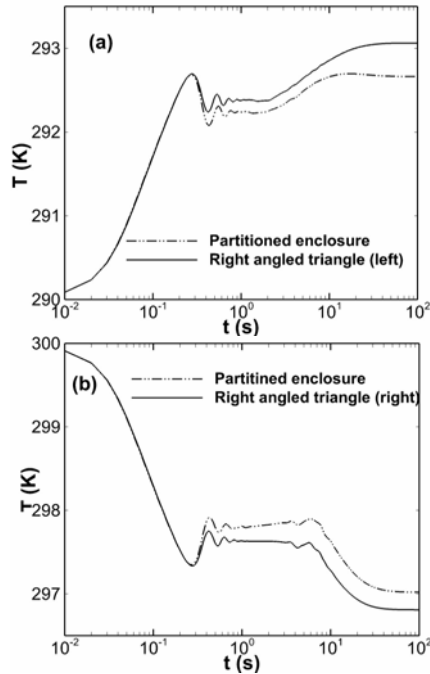 (a)
293
292
291
290
T (K)
Partitioned enclosure
Right angled triangle (left)
10⁻² 10⁻¹ 10⁰ 10¹ 10²
t (s)
(b)
300
299
298
297
T (K)
Partitined enclosure
Right angled triangle (right)
10⁻² 10⁻¹ 10⁰ 10¹ 10²
t (s)